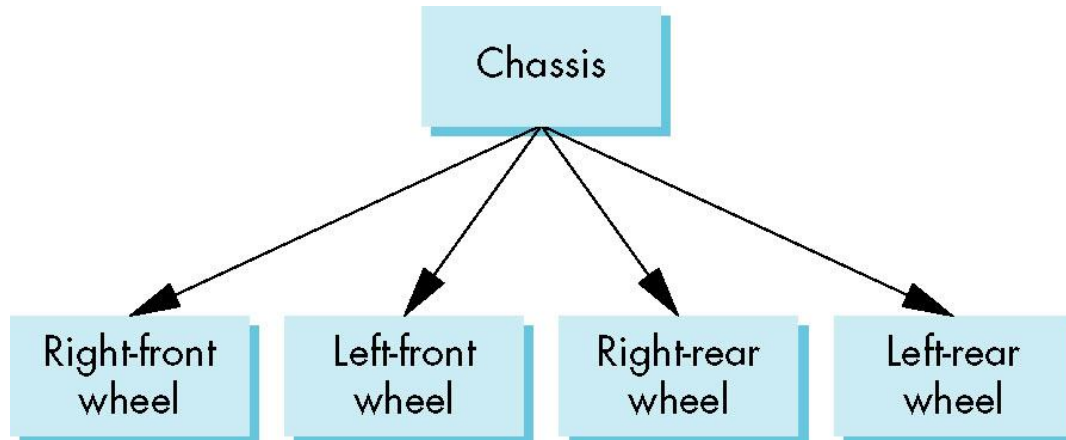 Chassis
Right-front
wheel
Left-front
wheel
Right-rear
wheel
Left-rear
wheel